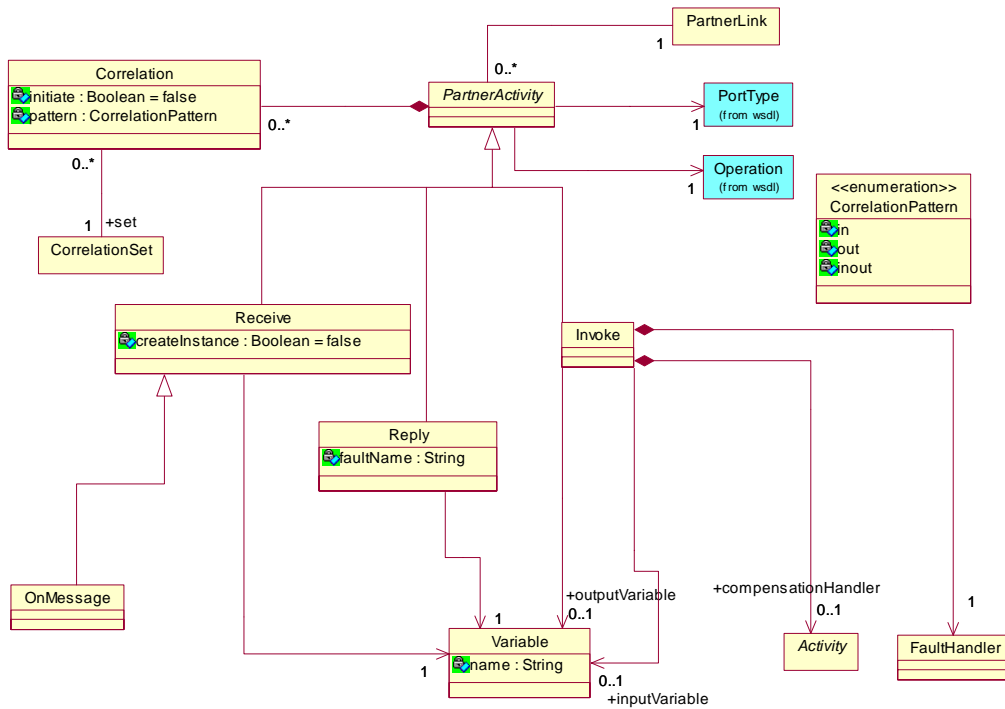 PartnerLink
1
0..*
Correlation
initiate : Boolean = false
pattern : CorrelationPattern
0..*
PartnerActivity
PortType
(from wsdl)
1
Operation
(from wsdl)
1
0..*
1
+set
CorrelationSet
<<enumeration>>
CorrelationPattern
in
out
inout
Receive
createInstance : Boolean = false
Invoke
Reply
faultName : String
OnMessage
+outputVariable
0..1
1
+compensationHandler
0..1
1
Variable
name : String
1
0..1
+inputVariable
Activity
FaultHandler